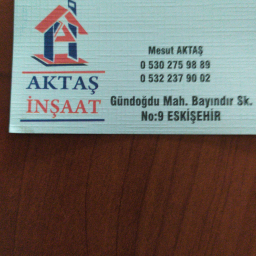 AKTAŞ
İNŞAAT
Mesut AKTAŞ
0 530 275 98 89
0 532 237 90 02
Gündoğdu Mah. Bayındır Sk.
No:9 ESKİŞEHİR